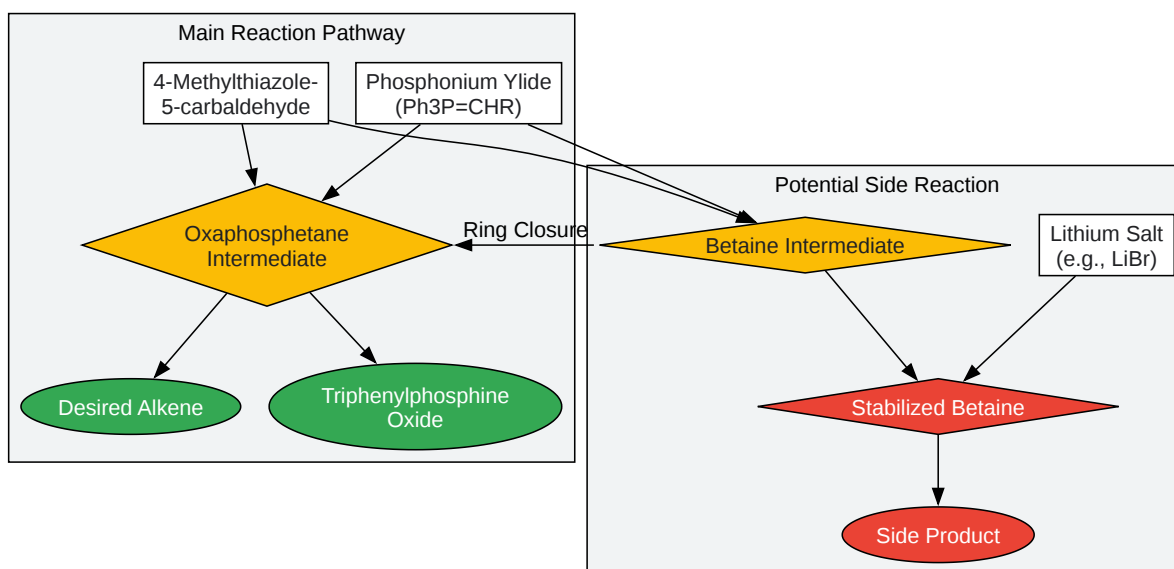 Main Reaction Pathway
4-Methylthiazole-
5-carbaldehyde
Phosphonium Ylide
(Ph3P=CHR)
Potential Side Reaction
Oxaphosphetane
Intermediate
Ring Closure
Betaine Intermediate
Lithium Salt
(e.g., LiBr)
Desired Alkene
Triphenylphosphine
Oxide
Stabilized Betaine
Side Product